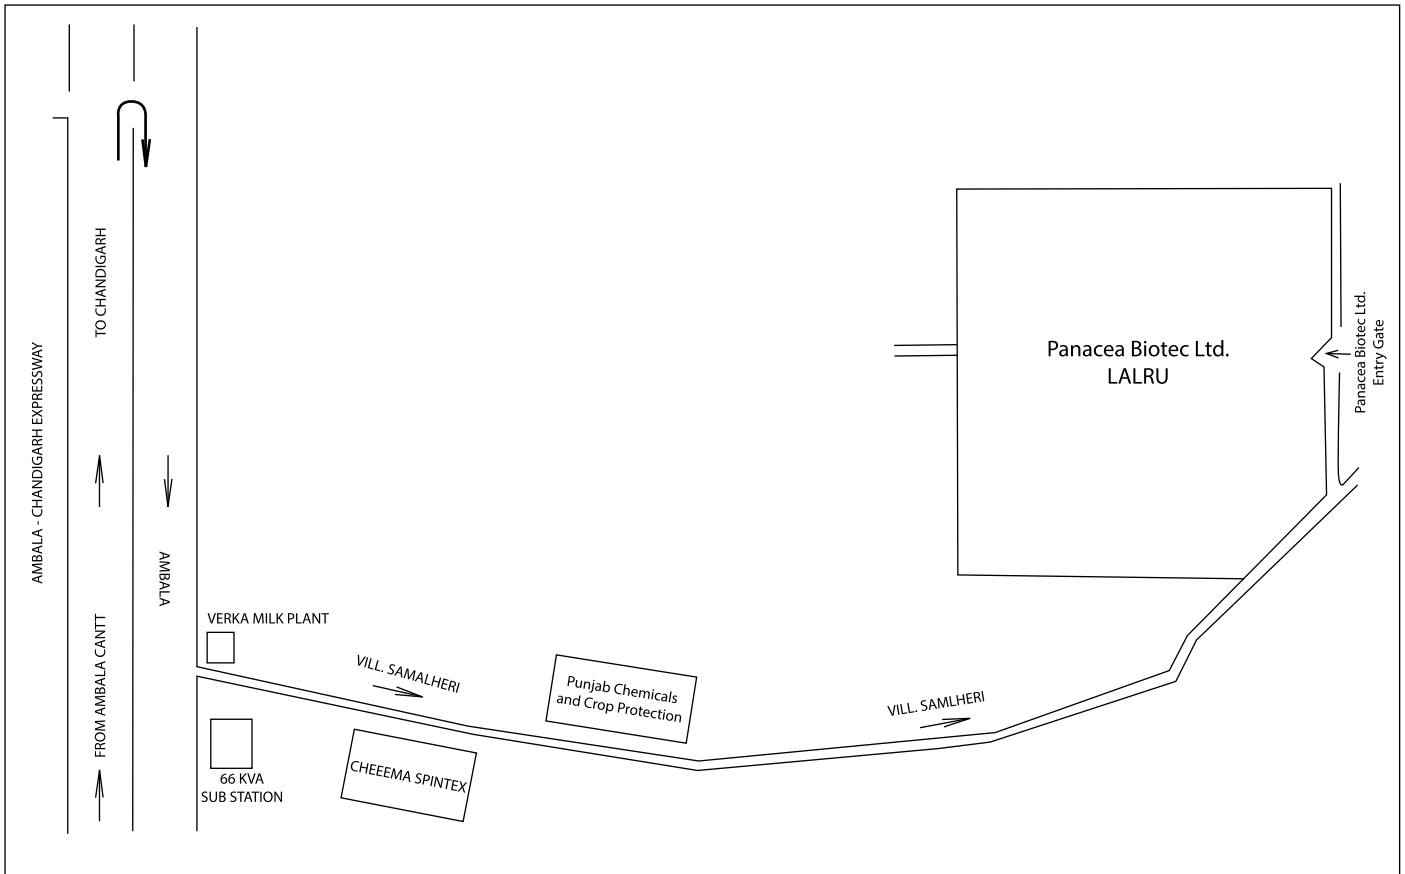 AMBALA - CHANDIGARH EXPRESSWAY
TO CHANDIGARH
FROM AMBALA CANTT
AMBALA
VERKA MILK PLANT
66 KVA
SUB STATION
VILL. SAMALHERI
CHEEEMA SPINTEX
Punjab Chemicals
and Crop Protection
VILL. SAMLHERI
Panacea Biotec Ltd.
LALRU
Panacea Biotec Ltd.
Entry Gate